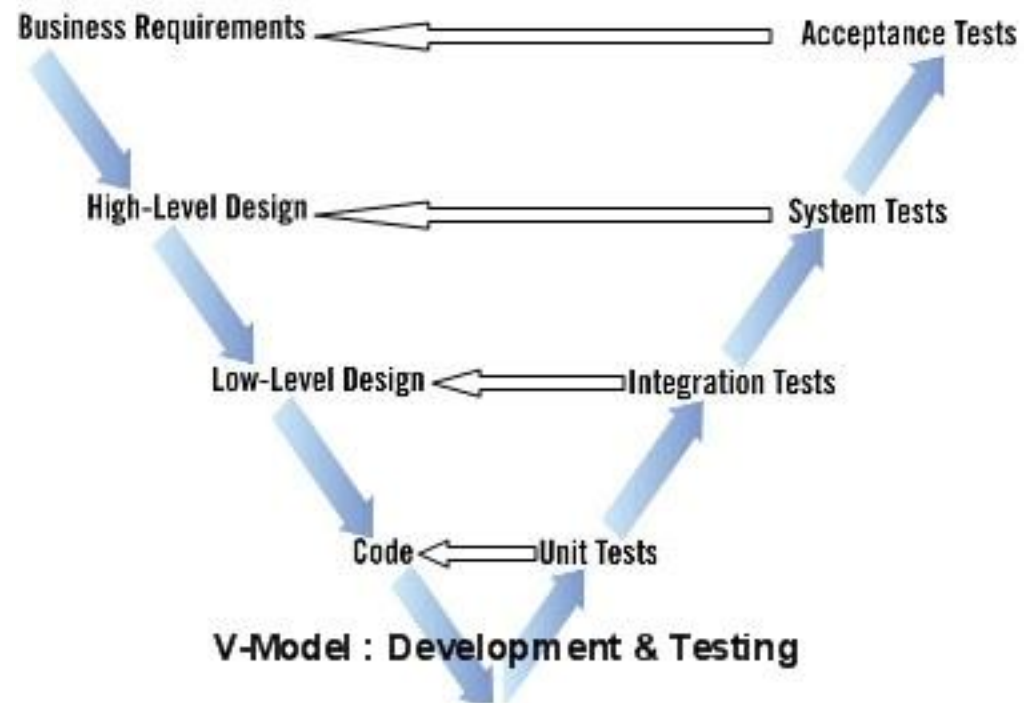 Business Requirements
Acceptance Tests
High-Level Design
System Tests
Low-Level Design
Integration Tests
Code
Unit Tests
V-Model : Development & Testing